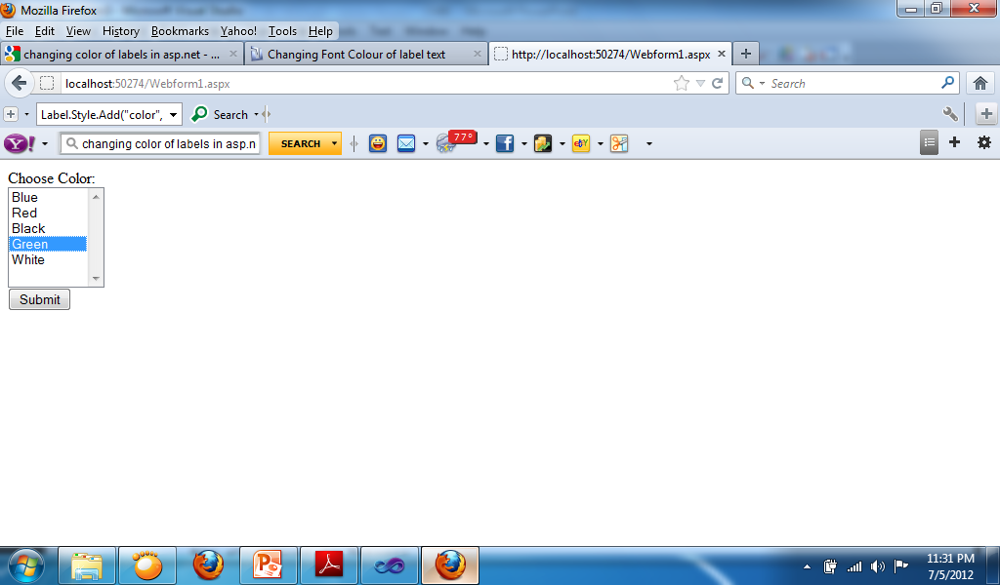 Mozilla Firefox
File Edit View History Bookmarks Yahoo! Tools Help
changing color of labels in asp.net - ... Changing Font Colour of label text http://localhost:50274/Webform1.aspx
localhost:50274/Webform1.aspx Search
Label.Style.Add("color", Search
Y! changing color of labels in asp.n SEARCH 77° f ebY
Choose Color:
Blue
Red
Black
Green
White
Submit
11:31 PM
7/5/2012